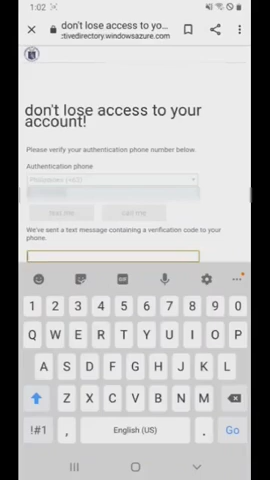 1:02
don't lose access to yo...
:tivedirectory.windowsazure.com
don't lose access to your
account!
Please verify your authentication phone number below.
Authentication phone
Philippines (+63)
text me
call me
We've sent a text message containing a verification code to your
phone.
GIF
1 2 3 4 5 6 7 8 9 0
Q W E R T Y U I O P
A S D F G H J K L
Z X C V B N M
!#1 , English (US) . Go